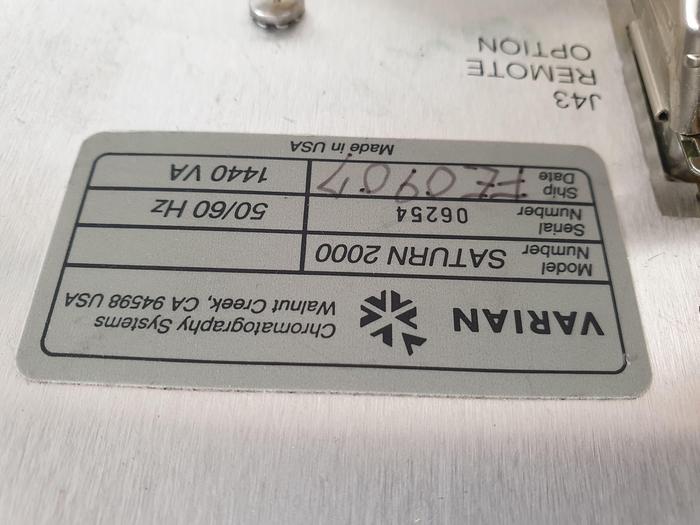 VARIAN
Chromatography Systems
Walnut Creek, CA 94598 USA
Model Number SATURN 2000
Serial Number 06254
50/60 Hz
Ship Date
1440 VA
Made in USA
J43
REMOTE
OPTION